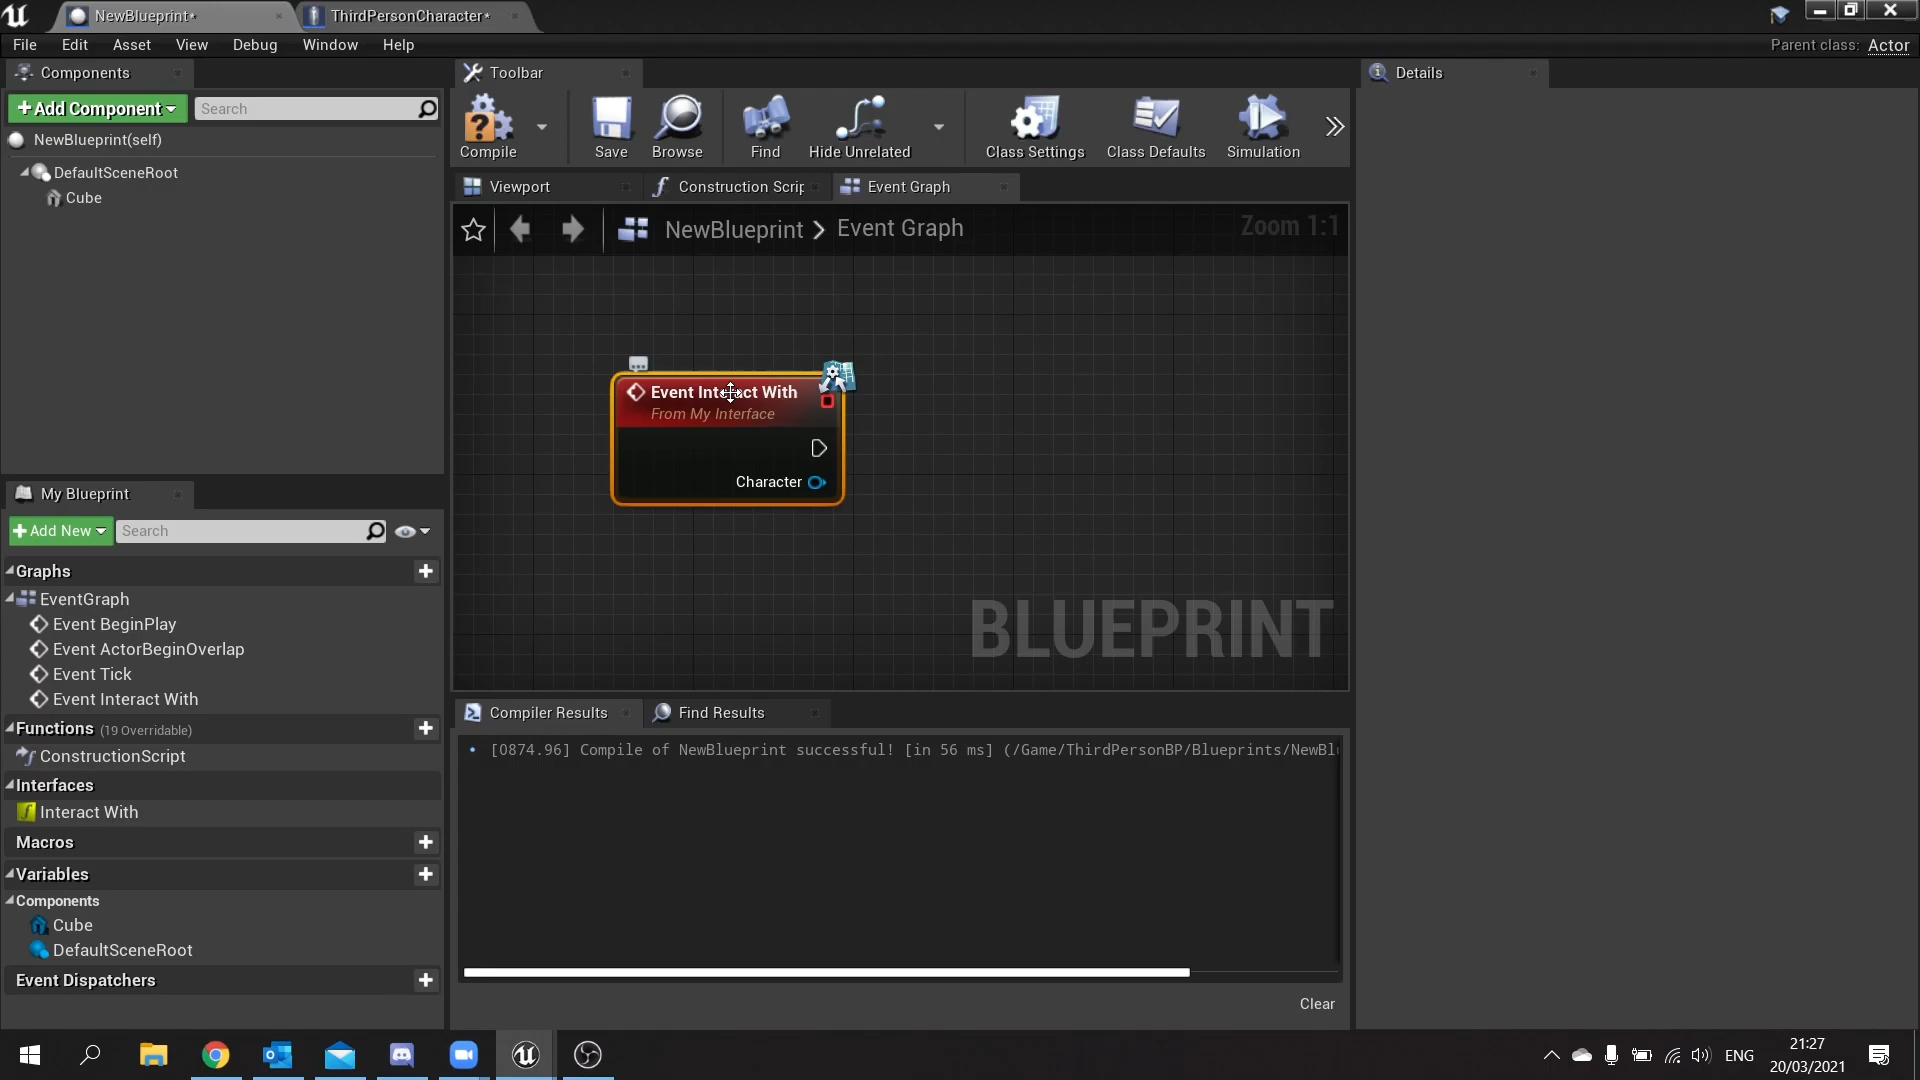 NewBlueprint*
ThirdPersonCharacter*
File Edit Asset View Debug Window Help
Parent class: Actor
Components
Toolbar
Details
+Add Component
Search
NewBlueprint(self)
DefaultSceneRoot
Cube
Compile
Save
Browse
Find
Hide Unrelated
Class Settings
Class Defaults
Simulation
Viewport
Construction Scrip
Event Graph
NewBlueprint > Event Graph
Zoom 1:1
Event Interact With
From My Interface
Character
BLUEPRINT
My Blueprint
+Add New
Search
Graphs
EventGraph
Event BeginPlay
Event ActorBeginOverlap
Event Tick
Event Interact With
Functions (19 Overridable)
ConstructionScript
Interfaces
Interact With
Macros
Variables
Components
Cube
DefaultSceneRoot
Event Dispatchers
Compiler Results
Find Results
[0874.96] Compile of NewBlueprint successful! [in 56 ms] (/Game/ThirdPersonBP/Blueprints/NewBl
Clear
ENG
21:27
20/03/2021